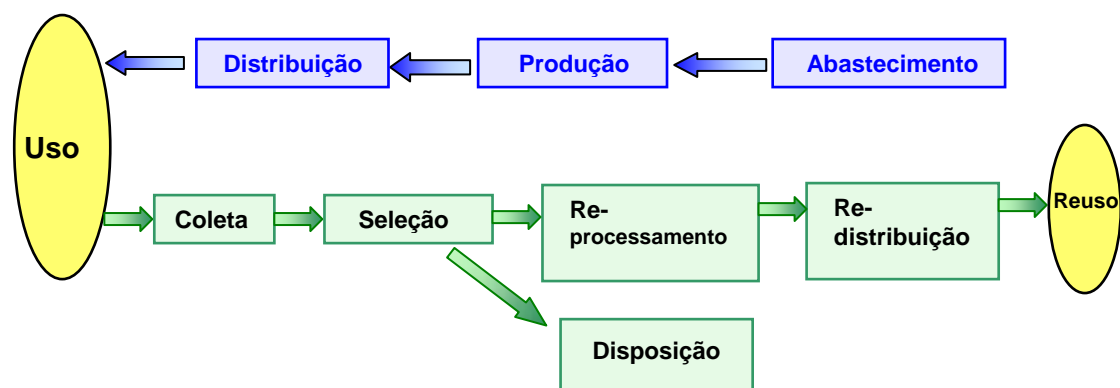 Distribuição
Produção
Abastecimento
Uso
Coleta
Seleção
Re-
processamento
Re-
distribuição
Reuso
Disposição